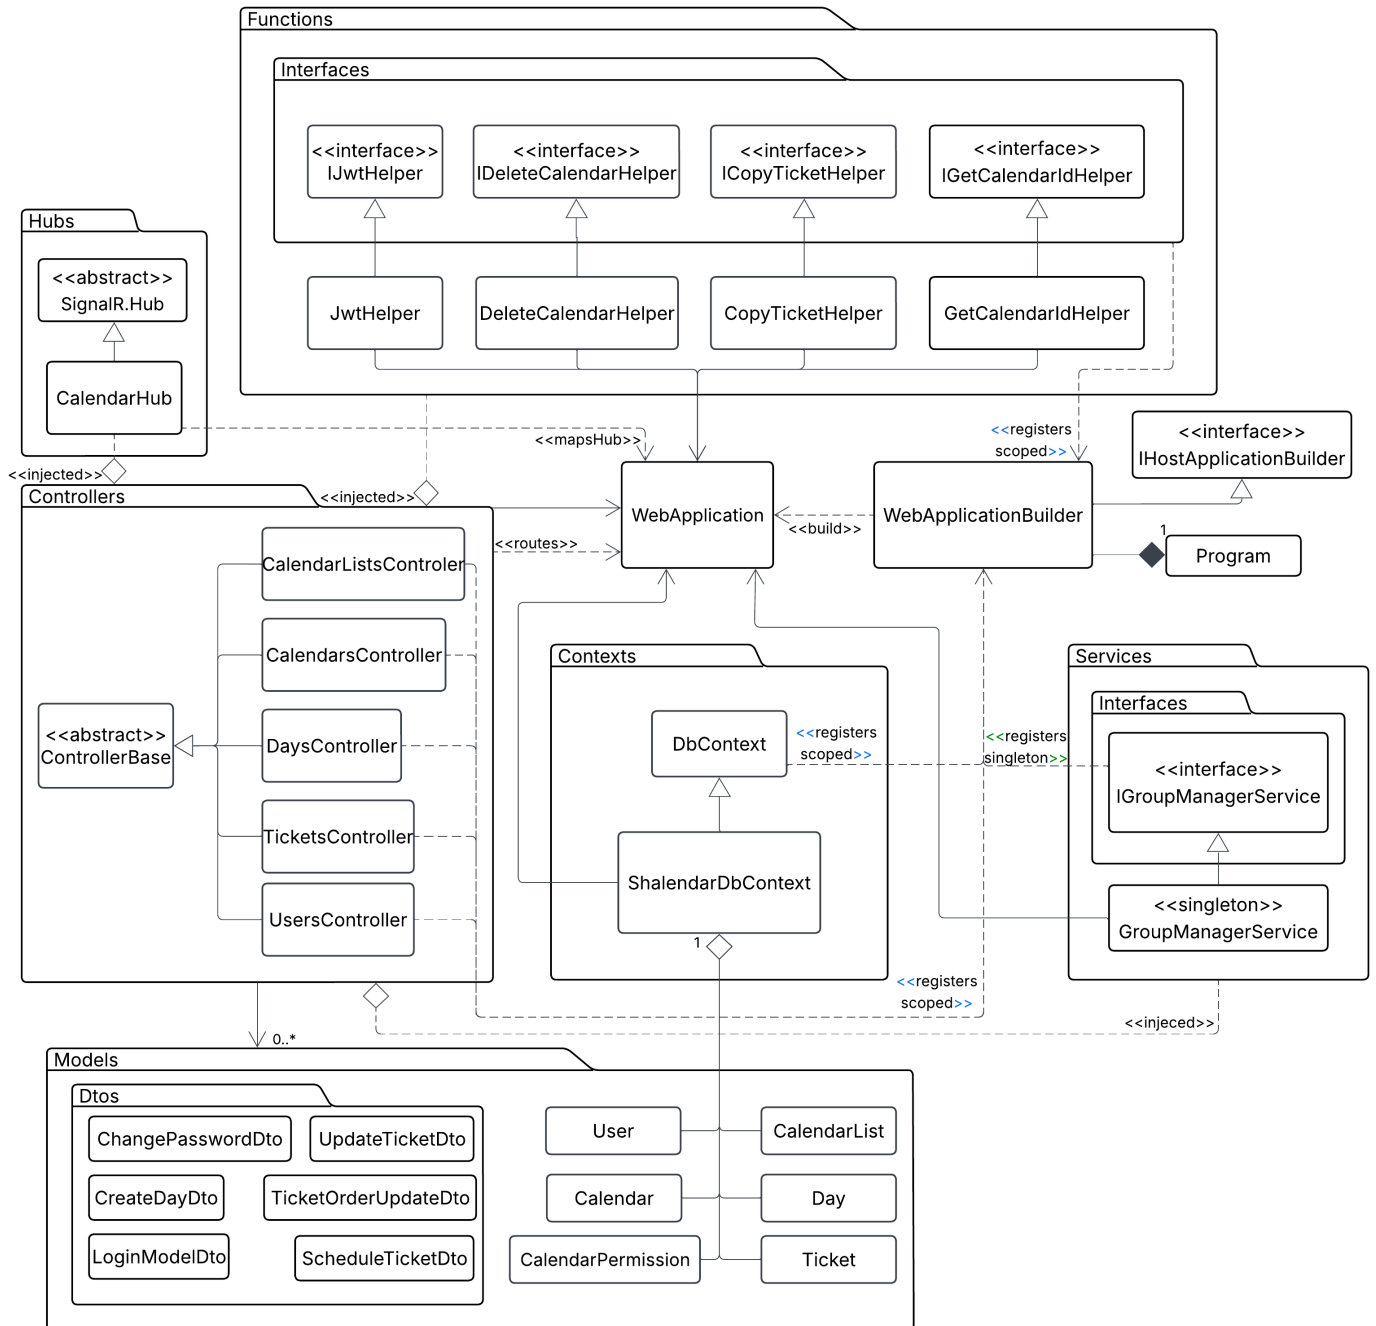 Functions
Interfaces
<<interface>>
IJwtHelper
<<interface>>
IDeleteCalendarHelper
<<interface>>
ICopyTicketHelper
<<interface>>
IGetCalendarIdHelper
JwtHelper
DeleteCalendarHelper
CopyTicketHelper
GetCalendarIdHelper
Hubs
<<abstract>>
SignalR.Hub
CalendarHub
<<injected>>
<<mapsHub>>
<<injected>>
<<registers
scoped>>
<<interface>>
IHostApplicationBuilder
WebApplication
<<build>>
WebApplicationBuilder
1
Program
Controllers
<<routes>>
CalendarListsControler
CalendarsController
DaysController
TicketsController
UsersController
<<abstract>>
ControllerBase
Contexts
DbContext
<<registers
scoped>>
ShalendarDbContext
1
<<registers
singleton>>
Services
Interfaces
<<interface>>
IGroupManagerService
<<singleton>>
GroupManagerService
<<registers
scoped>>
<<injeced>>
0..*
Models
Dtos
ChangePasswordDto
UpdateTicketDto
CreateDayDto
TicketOrderUpdateDto
LoginModelDto
ScheduleTicketDto
User
CalendarList
Calendar
Day
CalendarPermission
Ticket